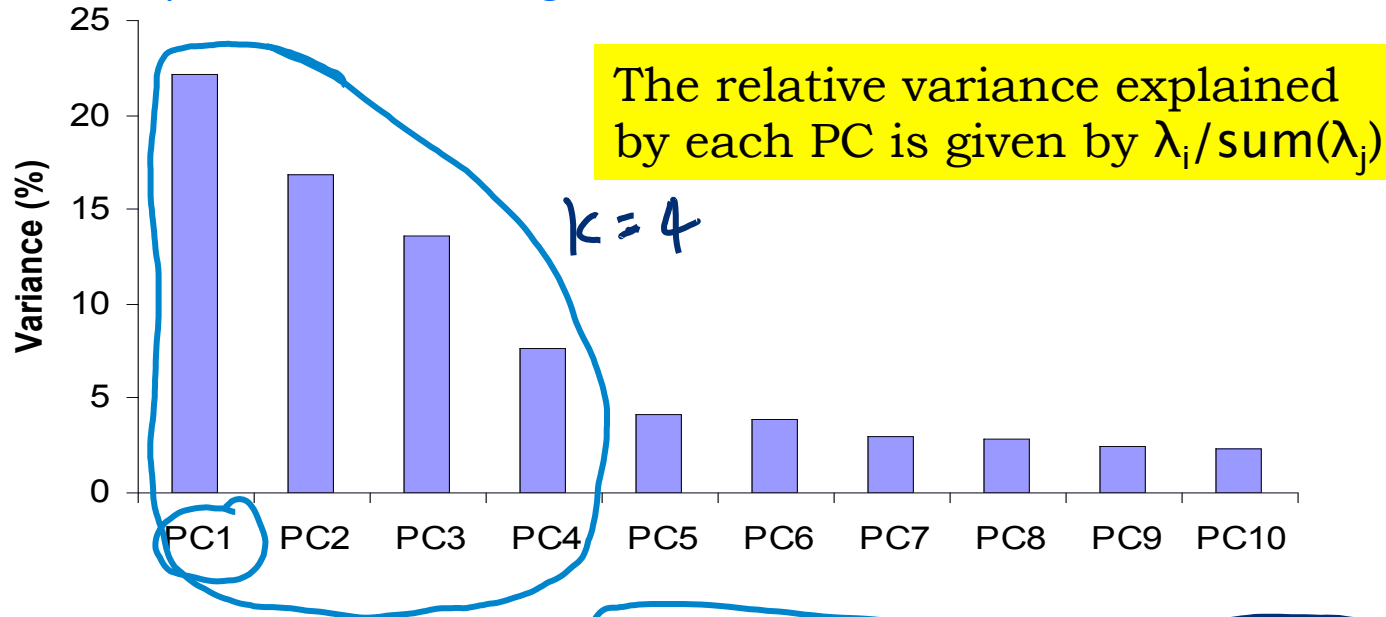 25
The relative variance explained
by each PC is given by λi/sum(λj)
20
15
k = 4
10
5
0
Variance (%)
PC1 PC2 PC3 PC4 PC5 PC6 PC7 PC8 PC9 PC10